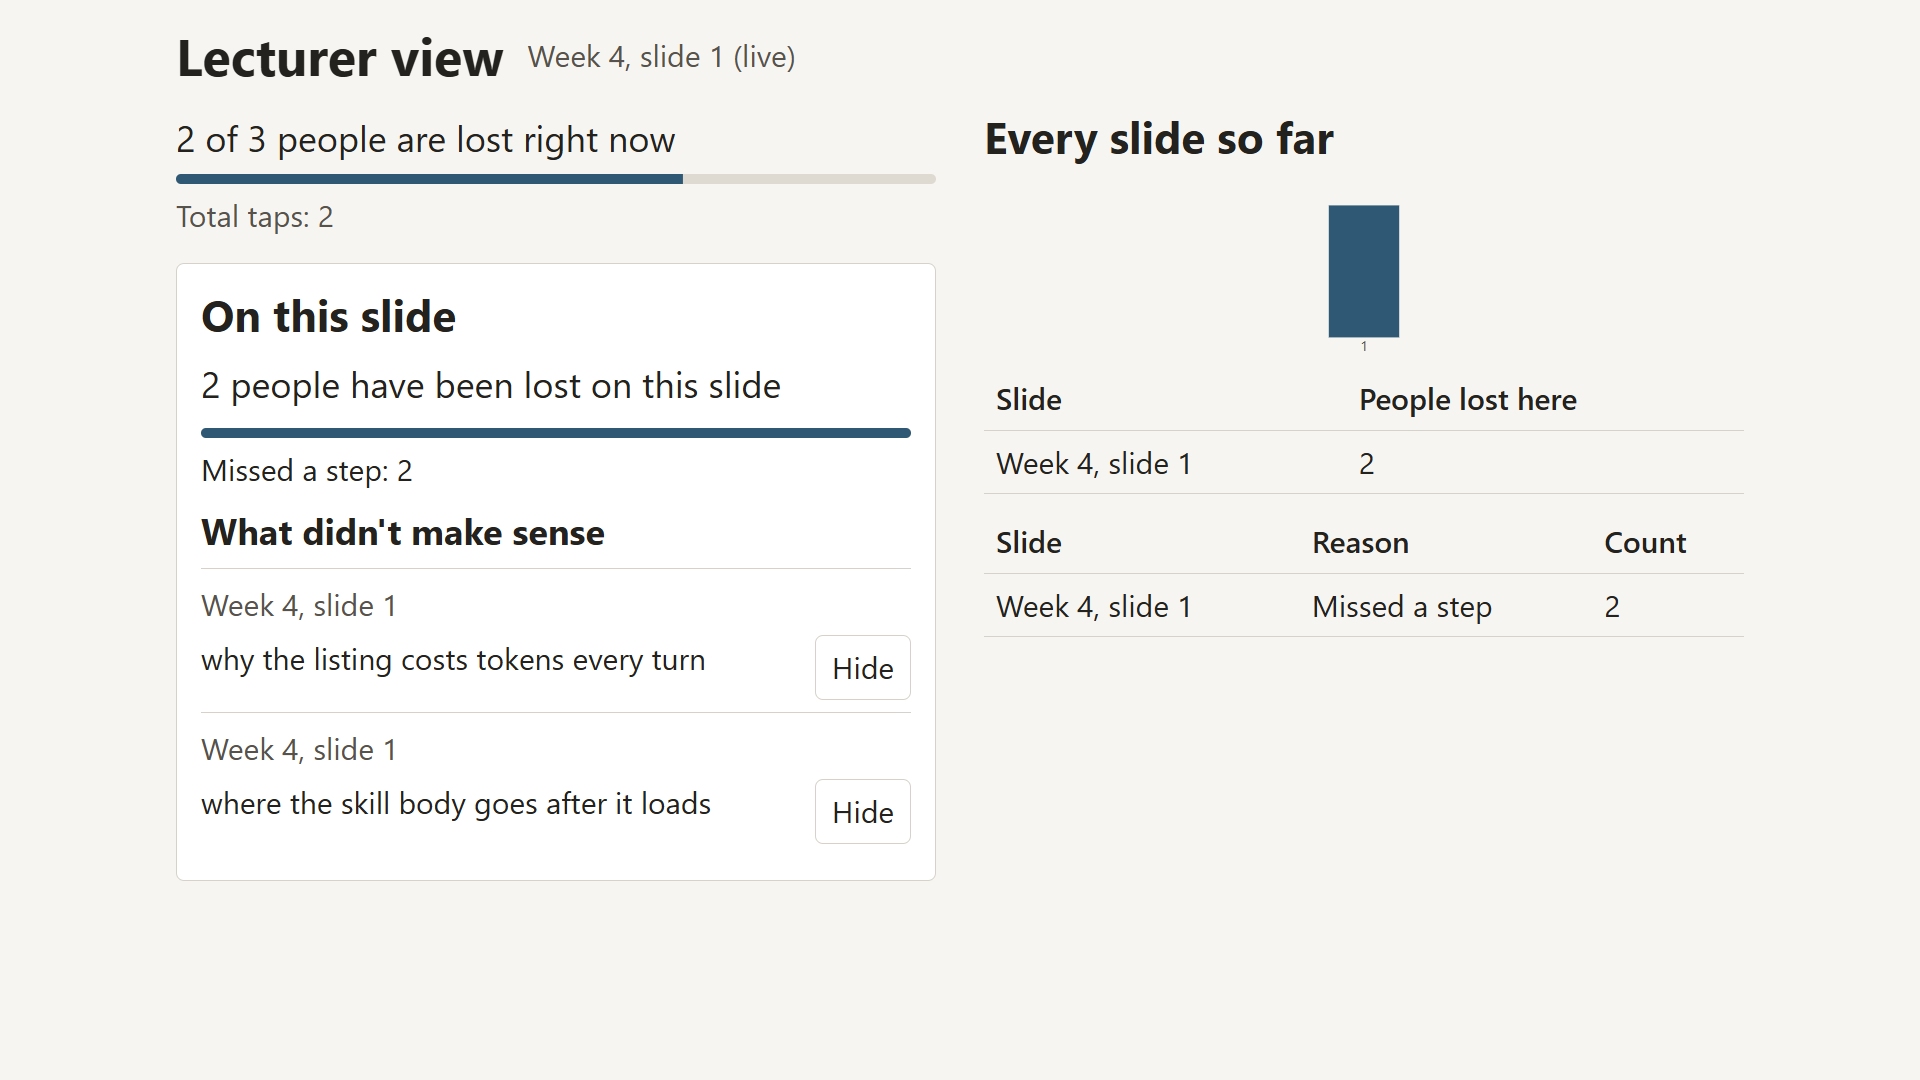 Lecturer view
Week 4, slide 1 (live)
2 of 3 people are lost right now
Total taps: 2
On this slide
2 people have been lost on this slide
Missed a step: 2
What didn't make sense
Week 4, slide 1
why the listing costs tokens every turn
Hide
Week 4, slide 1
where the skill body goes after it loads
Hide
Every slide so far
1
Slide People lost here
Week 4, slide 1 2
Slide Reason Count
Week 4, slide 1 Missed a step 2